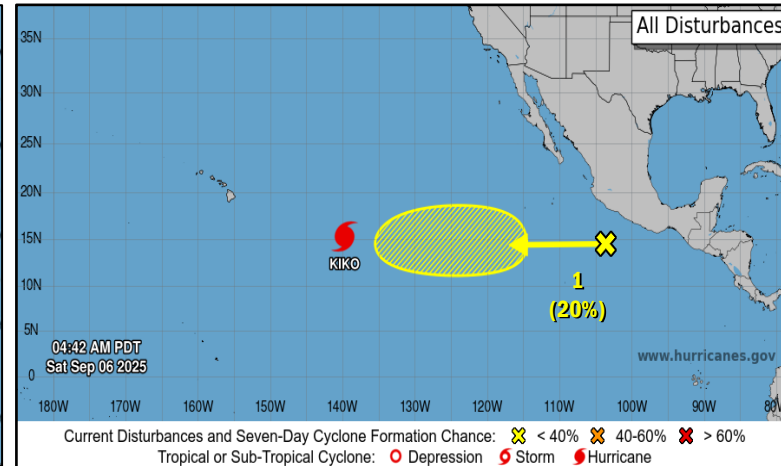 All Disturbances
35N
30N
25N
20N
15N
10N
5N
0
KIKO
1
(20%)
04:42 AM PDT
Sat Sep 06 2025
www.hurricanes.gov
180W 170W 160W 150W 140W 130W 120W 110W 100W 90W 80W
Current Disturbances and Seven-Day Cyclone Formation Chance: < 40% 40-60% > 60%
Tropical or Sub-Tropical Cyclone: Depression Storm Hurricane